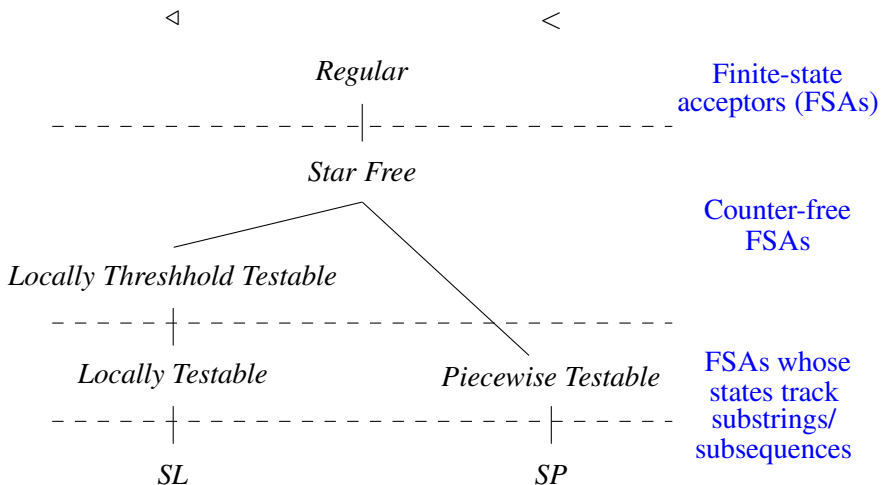 ◁ <
Regular
Finite-state
acceptors (FSAs)
Star Free
Counter-free
FSAs
Locally Threshhold Testable
Locally Testable
Piecewise Testable
FSAs whose
states track
substrings/
subsequences
SL
SP